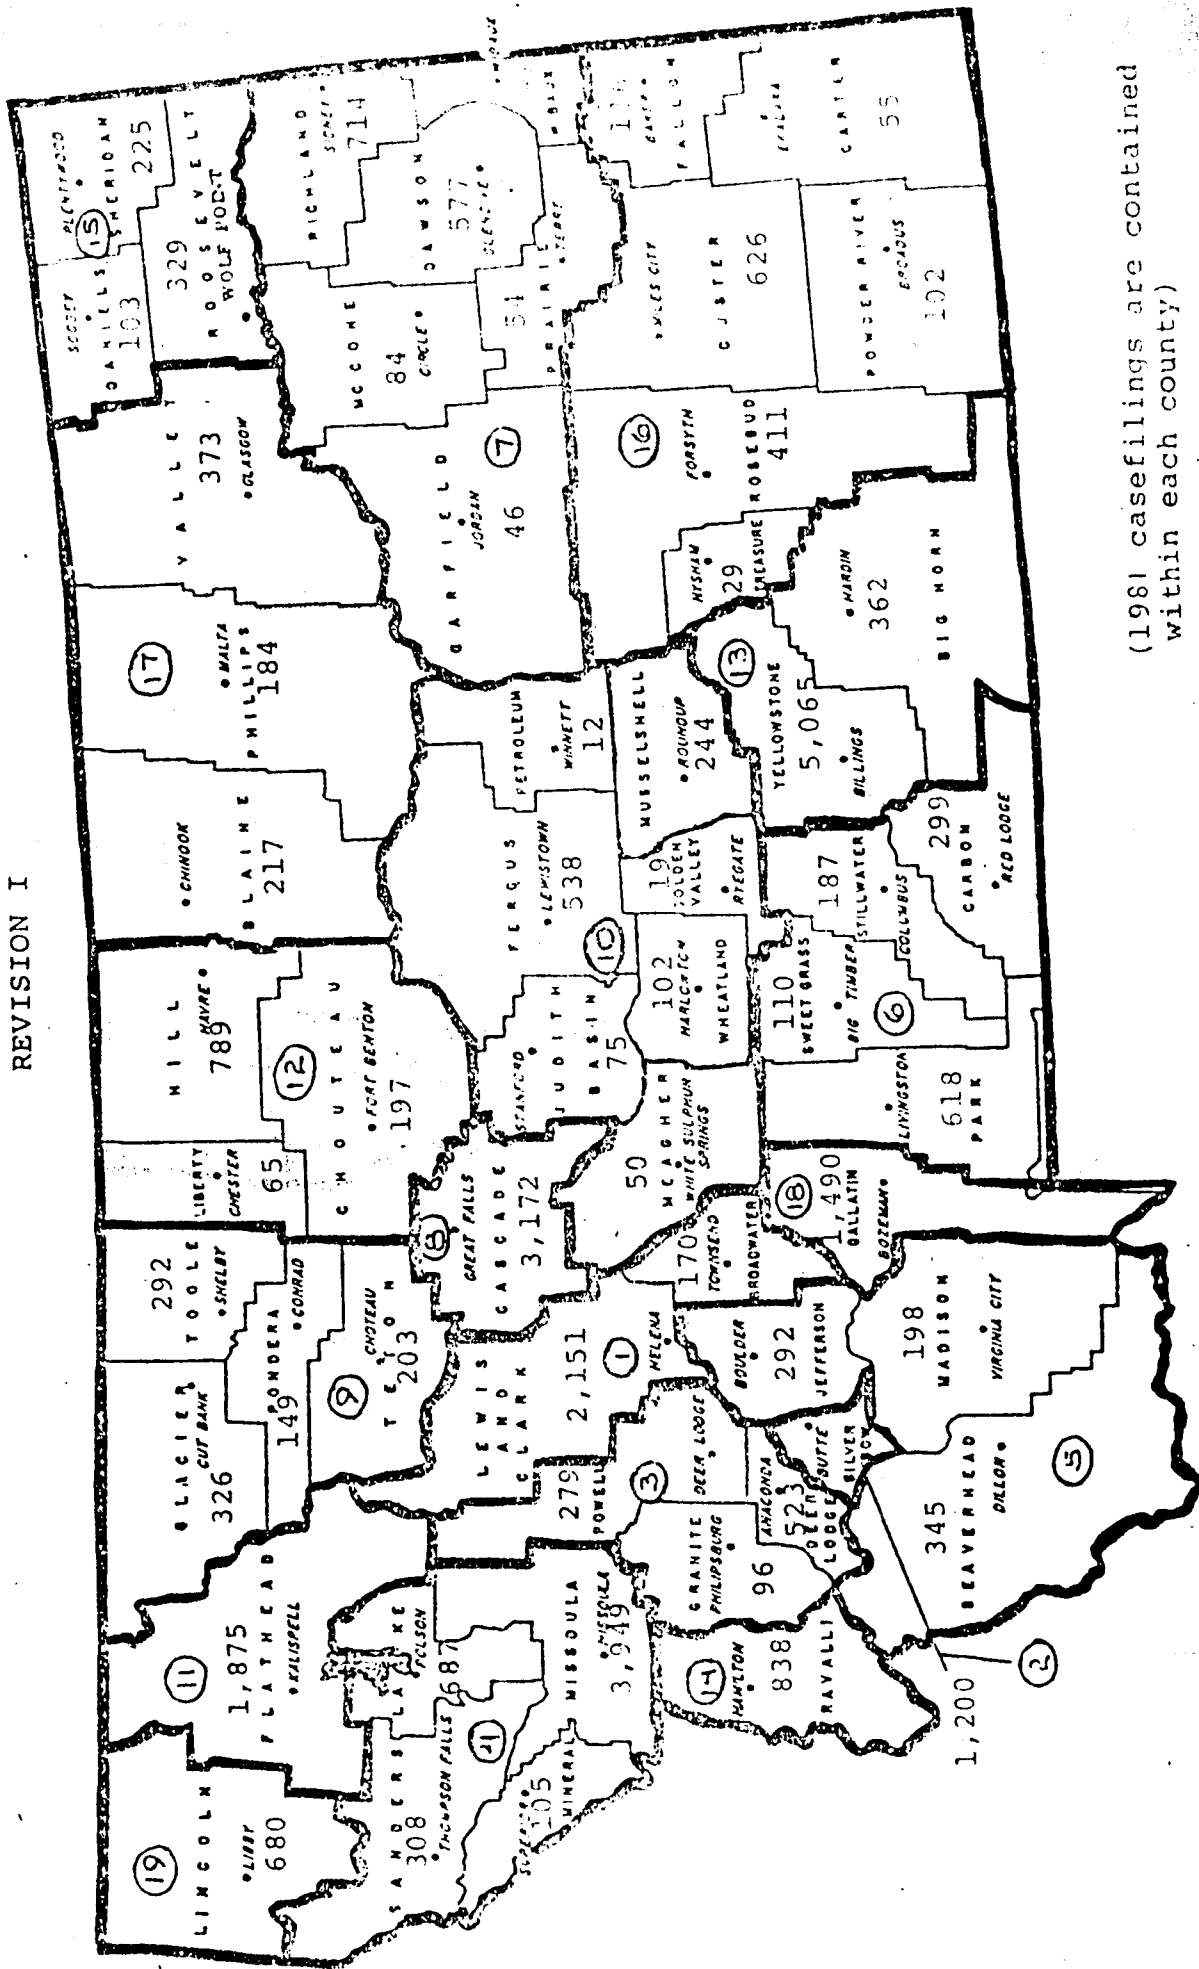 REVISION I
19
LINCOLN
LIBBY
680
11
1,875
FLATHEAD
KALISPELL
GLACIER
CUT BANK
326
292
TOOLE
SHELBY
PONDERA
149
CONRAD
9
CHOTEAU
TETON
203
LIBERTY
CHESTER
65
HILL
HAVRE
789
12
CHOUTEAU
FORT BENTON
197
CHINOOK
BLAINE
217
17
MALTA
PHILLIPS
184
VALLEY
373
GLASGOW
SCOBEY
DANIELS
103
15
PLENTYWOOD
SHERIDAN
225
329
ROOSEVELT
WOLF POINT
RICHLAND
SIDNEY
714
MCCONE
84
CIRCLE
DAWSON
577
GLENDIVE
54
PRAIRIE
TERRY
GARFIELD
JORDAN
46
7
SANDERS
308
THOMPSON FALLS
4
LAKE
POLSON
687
SUPERIOR
105
MINERAL
MISSOULA
MISSOULA
3,949
LEWIS
AND
CLARK
2,151
1
HELENA
279
POWELL
3
DEER LODGE
GRANITE
PHILIPSBURG
96
8
GREAT FALLS
CASCADE
3,172
STANFORD
JUDITH
BASIN
75
FERGUS
LEWISTOWN
538
10
PETROLEUM
WINNETT
12
MUSSELSHELL
ROUNDUP
244
19
GOLDEN
VALLEY
RYEGATE
102
HARLOWTON
WHEATLAND
50
MEAGHER
WHITE SULPHUR
SPRINGS
170
TOWNSEND
BROADWATER
BOULDER
292
JEFFERSON
ANACONDA
523
DEER
LODGE
BUTTE
SILVER
BOW
14
HAMILTON
838
RAVALLI
1,200
2
345
BEAVERHEAD
DILLON
5
198
MADISON
VIRGINIA CITY
18
1,490
GALLATIN
BOZEMAN
LIVINGSTON
618
PARK
110
SWEET GRASS
BIG TIMBER
6
187
STILLWATER
COLUMBUS
299
CARBON
RED LODGE
13
YELLOWSTONE
5,065
BILLINGS
HARDIN
362
BIG HORN
HYSHAM
29
TREASURE
16
FORSYTH
ROSEBUD
411
MILES CITY
CUSTER
626
POWDER RIVER
BROADUS
102
BAKER
FALLON
EKALAKA
CARTER
55
(1981 casefilings are contained
within each county)